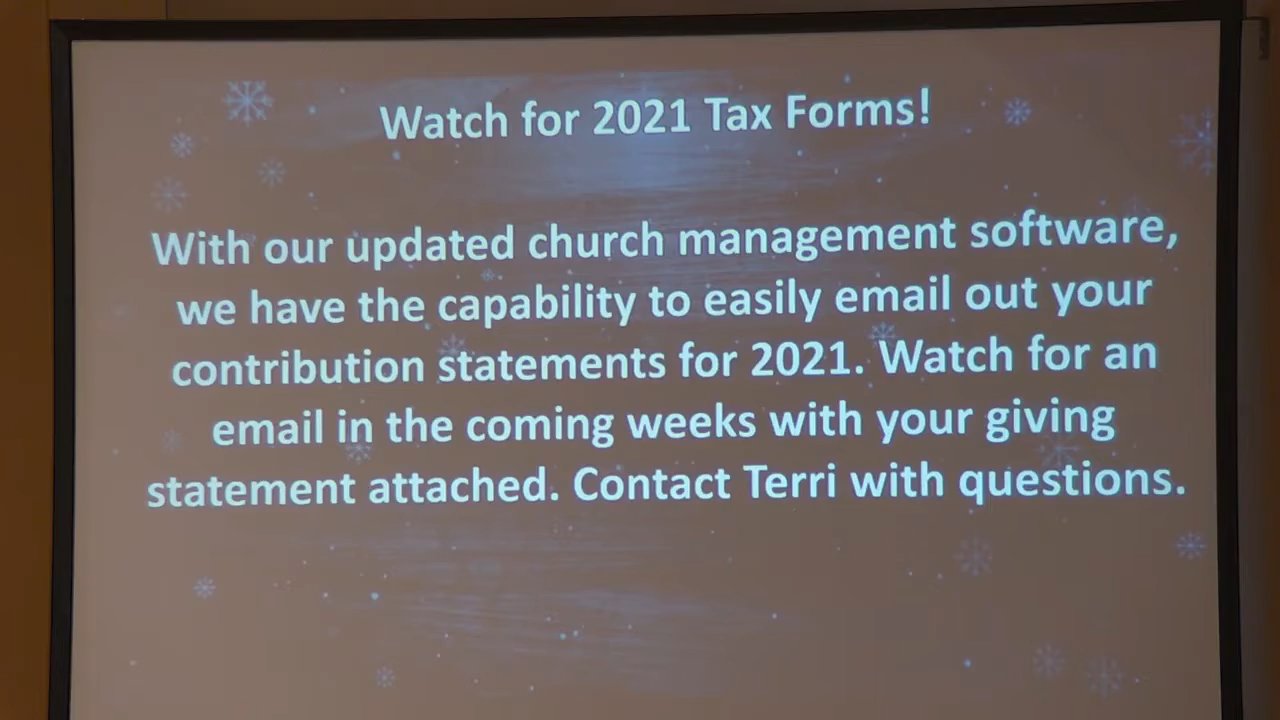 Watch for 2021 Tax Forms!
With our updated church management software,
we have the capability to easily email out your
contribution statements for 2021. Watch for an
email in the coming weeks with your giving
statement attached. Contact Terri with questions.